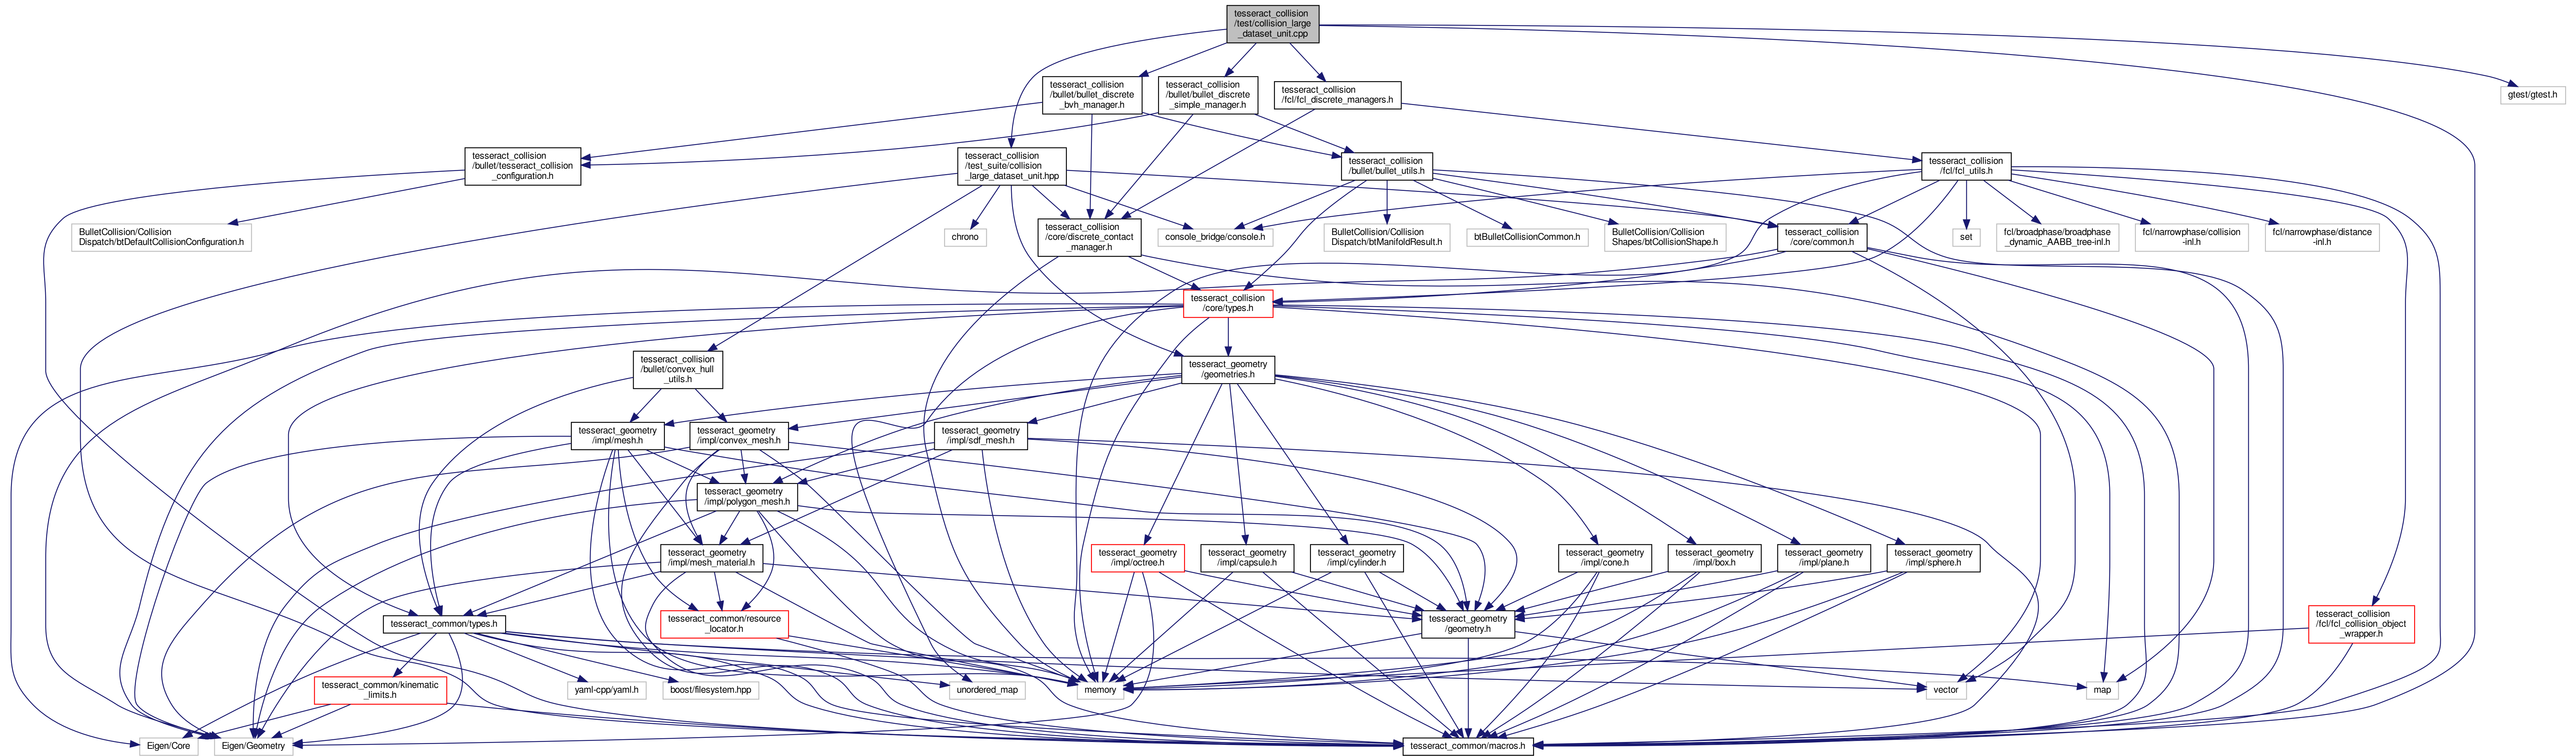 tesseract_collision
/test/collision_large
_dataset_unit.cpp
tesseract_collision
/bullet/bullet_discrete
_bvh_manager.h
tesseract_collision
/bullet/bullet_discrete
_simple_manager.h
tesseract_collision
/fcl/fcl_discrete_managers.h
gtest/gtest.h
tesseract_collision
/bullet/tesseract_collision
_configuration.h
tesseract_collision
/test_suite/collision
_large_dataset_unit.hpp
tesseract_collision
/bullet/bullet_utils.h
tesseract_collision
/fcl/fcl_utils.h
BulletCollision/Collision
Dispatch/btDefaultCollisionConfiguration.h
chrono
tesseract_collision
/core/discrete_contact
_manager.h
console_bridge/console.h
BulletCollision/Collision
Dispatch/btManifoldResult.h
btBulletCollisionCommon.h
BulletCollision/Collision
Shapes/btCollisionShape.h
tesseract_collision
/core/common.h
set
fcl/broadphase/broadphase
_dynamic_AABB_tree-inl.h
fcl/narrowphase/collision
-inl.h
fcl/narrowphase/distance
-inl.h
tesseract_collision
/core/types.h
tesseract_collision
/bullet/convex_hull
_utils.h
tesseract_geometry
/geometries.h
tesseract_geometry
/impl/mesh.h
tesseract_geometry
/impl/convex_mesh.h
tesseract_geometry
/impl/sdf_mesh.h
tesseract_geometry
/impl/polygon_mesh.h
tesseract_geometry
/impl/mesh_material.h
tesseract_geometry
/impl/octree.h
tesseract_geometry
/impl/capsule.h
tesseract_geometry
/impl/cylinder.h
tesseract_geometry
/impl/cone.h
tesseract_geometry
/impl/box.h
tesseract_geometry
/impl/plane.h
tesseract_geometry
/impl/sphere.h
tesseract_common/types.h
tesseract_common/resource
_locator.h
tesseract_geometry
/geometry.h
tesseract_collision
/fcl/fcl_collision_object
_wrapper.h
tesseract_common/kinematic
_limits.h
yaml-cpp/yaml.h
boost/filesystem.hpp
unordered_map
memory
vector
map
Eigen/Core
Eigen/Geometry
tesseract_common/macros.h